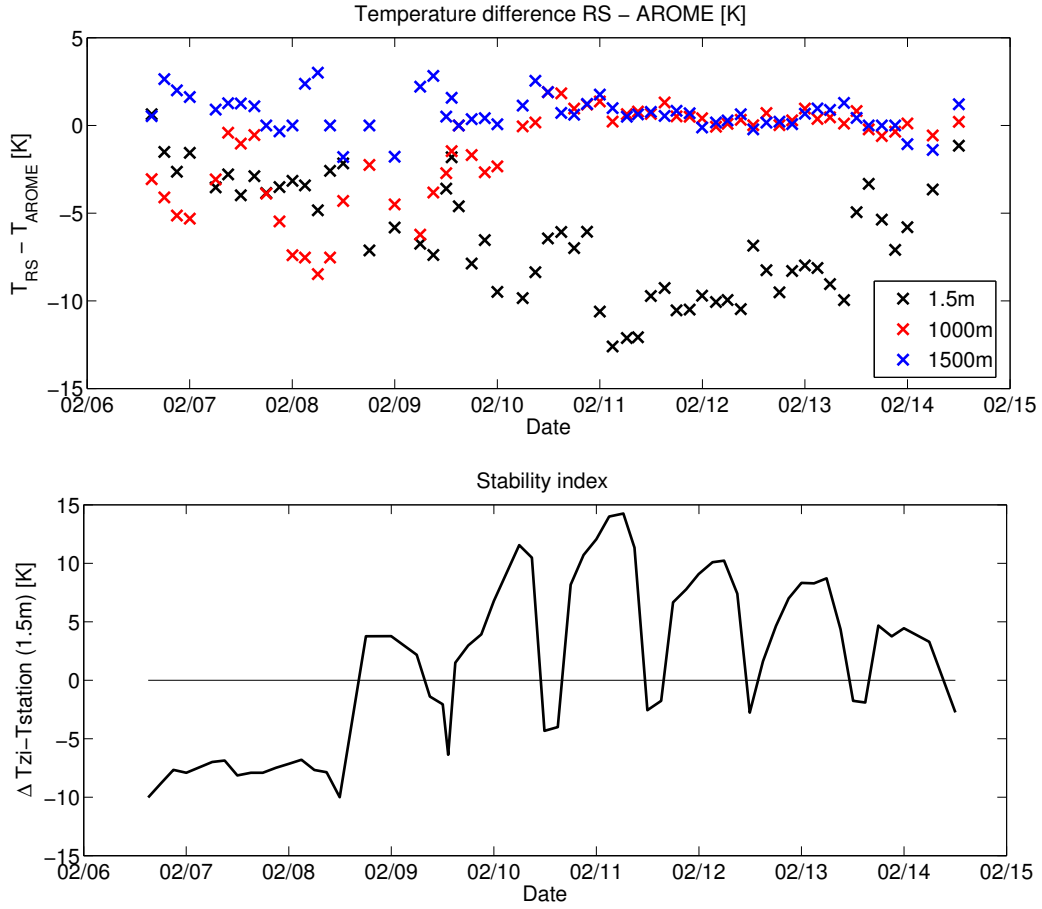 Temperature difference RS − AROME [K]
5
0
−5
−10
−15
T_RS − T_AROME [K]
1.5m
1000m
1500m
02/06 02/07 02/08 02/09 02/10 02/11 02/12 02/13 02/14 02/15
Date
Stability index
15
10
5
0
−5
−10
−15
Δ Tzi−Tstation (1.5m) [K]
02/06 02/07 02/08 02/09 02/10 02/11 02/12 02/13 02/14 02/15
Date